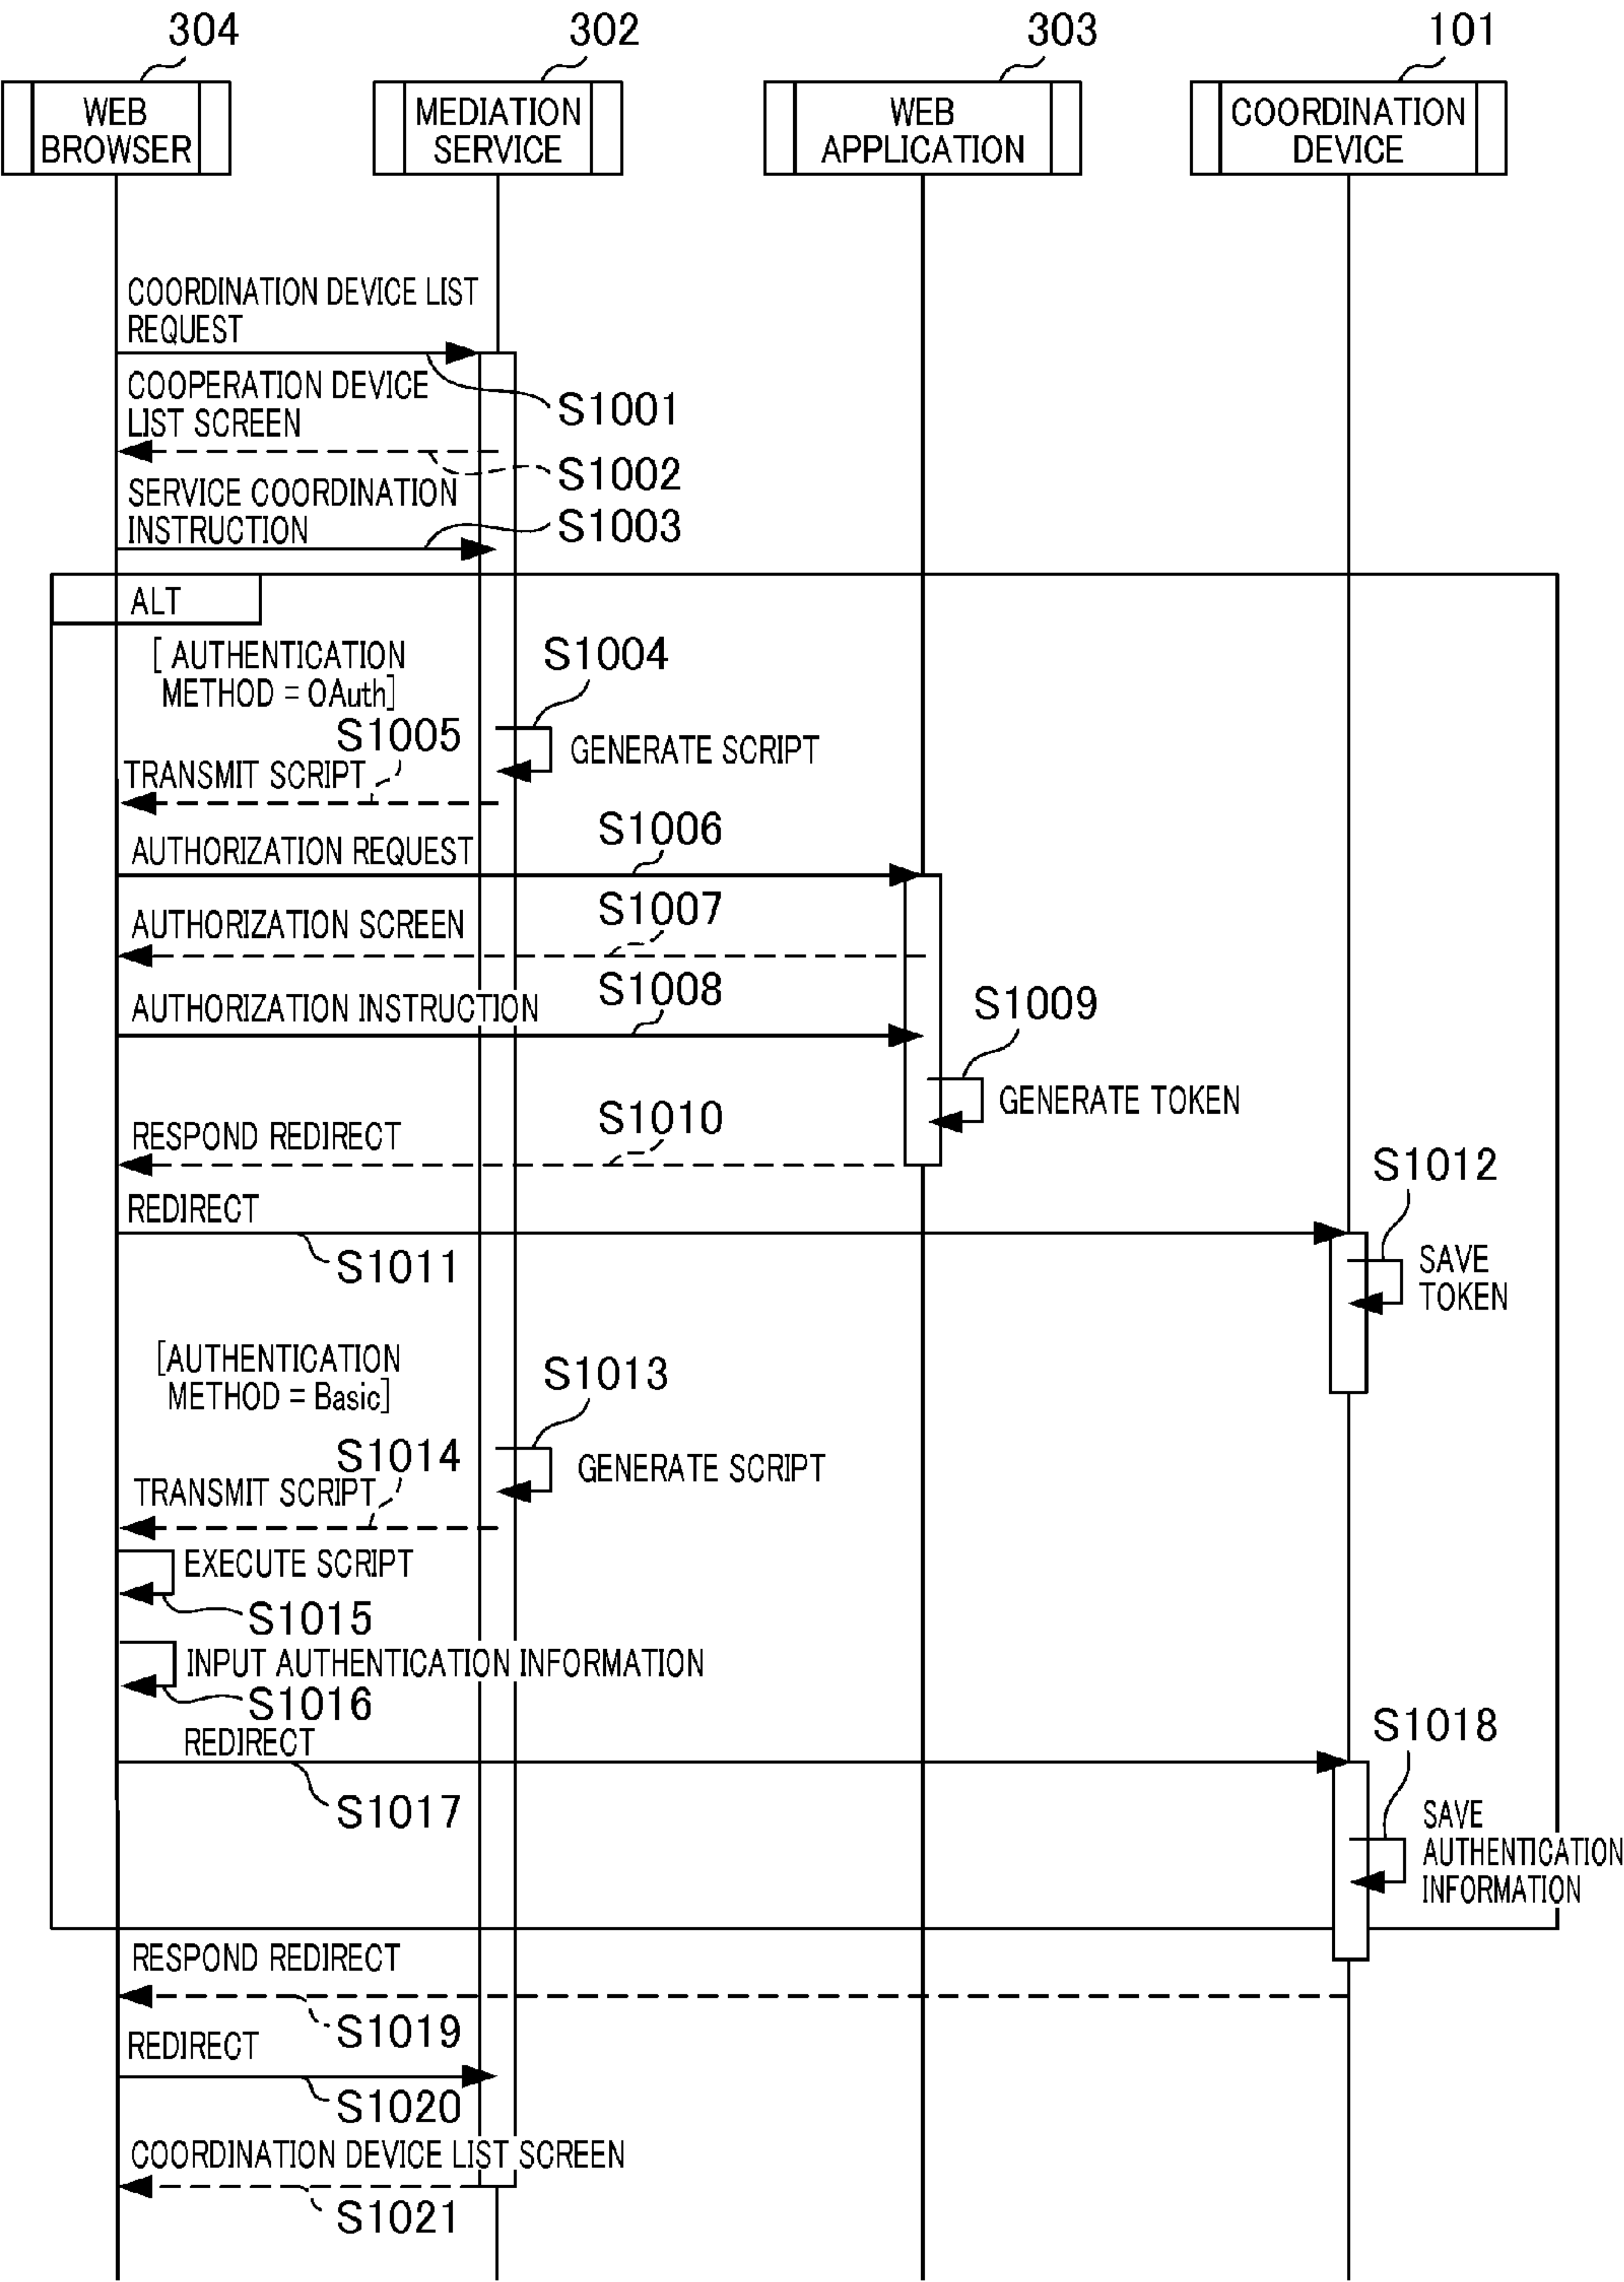 304
302
303
101
WEB
BROWSER
MEDIATION
SERVICE
WEB
APPLICATION
COORDINATION
DEVICE
COORDINATION DEVICE LIST
REQUEST
S1001
COOPERATION DEVICE
LIST SCREEN
S1002
SERVICE COORDINATION
INSTRUCTION
S1003
ALT
[ AUTHENTICATION
METHOD = OAuth]
S1004
GENERATE SCRIPT
S1005
TRANSMIT SCRIPT
S1006
AUTHORIZATION REQUEST
S1007
AUTHORIZATION SCREEN
S1008
AUTHORIZATION INSTRUCTION
S1009
GENERATE TOKEN
S1010
RESPOND REDIRECT
REDIRECT
S1011
S1012
SAVE
TOKEN
[AUTHENTICATION
METHOD = Basic]
S1013
GENERATE SCRIPT
S1014
TRANSMIT SCRIPT
EXECUTE SCRIPT
S1015
INPUT AUTHENTICATION INFORMATION
S1016
REDIRECT
S1017
S1018
SAVE
AUTHENTICATION
INFORMATION
RESPOND REDIRECT
S1019
REDIRECT
S1020
COORDINATION DEVICE LIST SCREEN
S1021